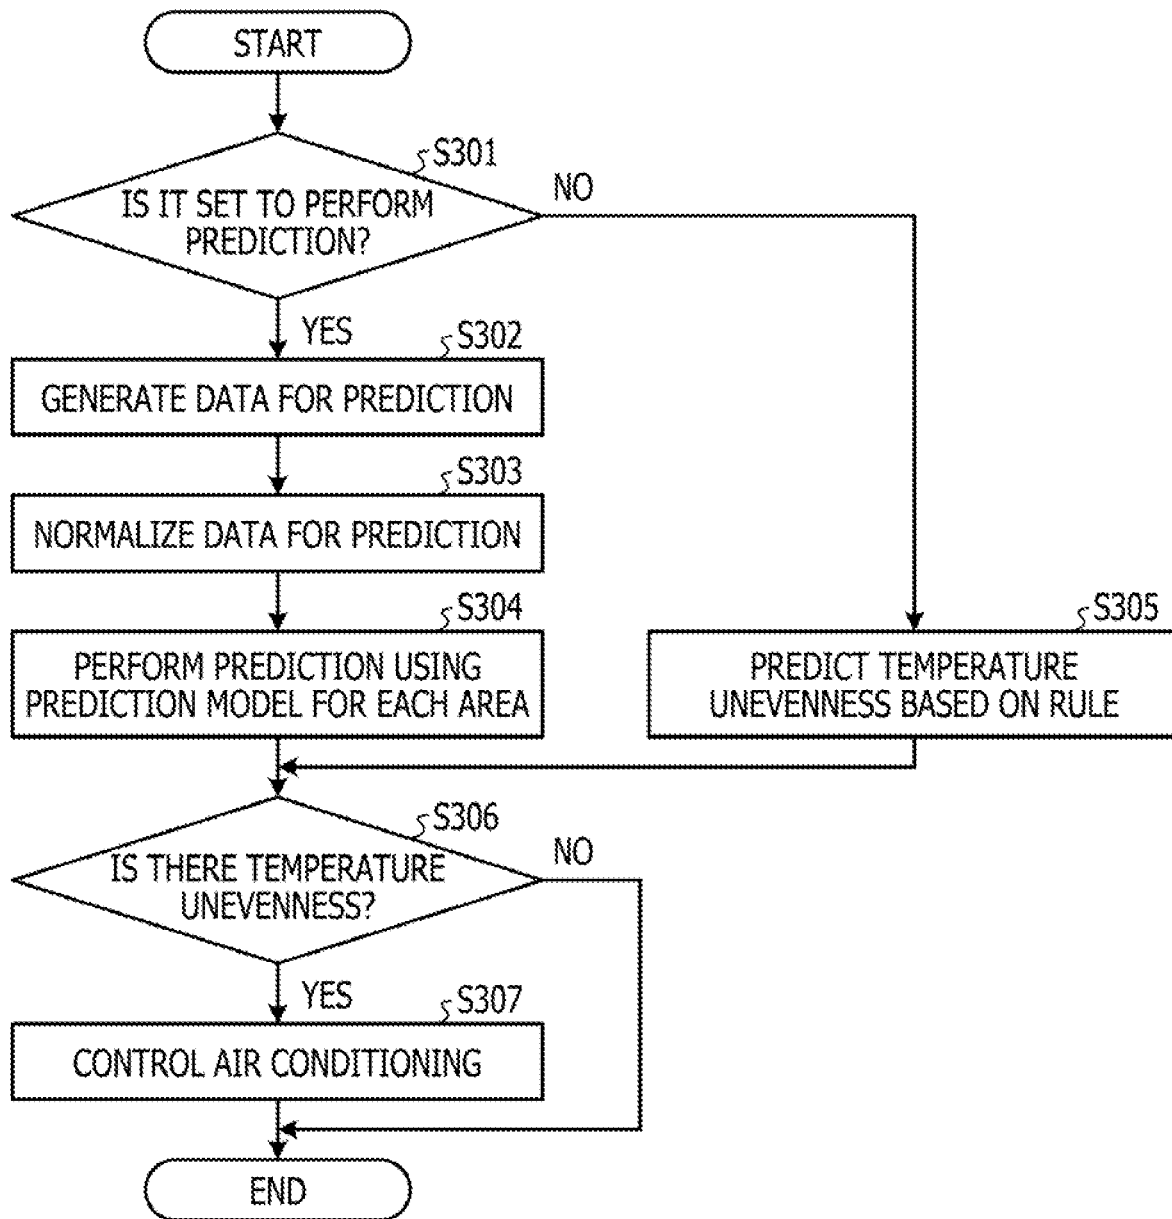 START
S301
IS IT SET TO PERFORM
PREDICTION?
NO
YES
S302
GENERATE DATA FOR PREDICTION
S303
NORMALIZE DATA FOR PREDICTION
S304
PERFORM PREDICTION USING
PREDICTION MODEL FOR EACH AREA
S305
PREDICT TEMPERATURE
UNEVENNESS BASED ON RULE
S306
IS THERE TEMPERATURE
UNEVENNESS?
NO
YES
S307
CONTROL AIR CONDITIONING
END